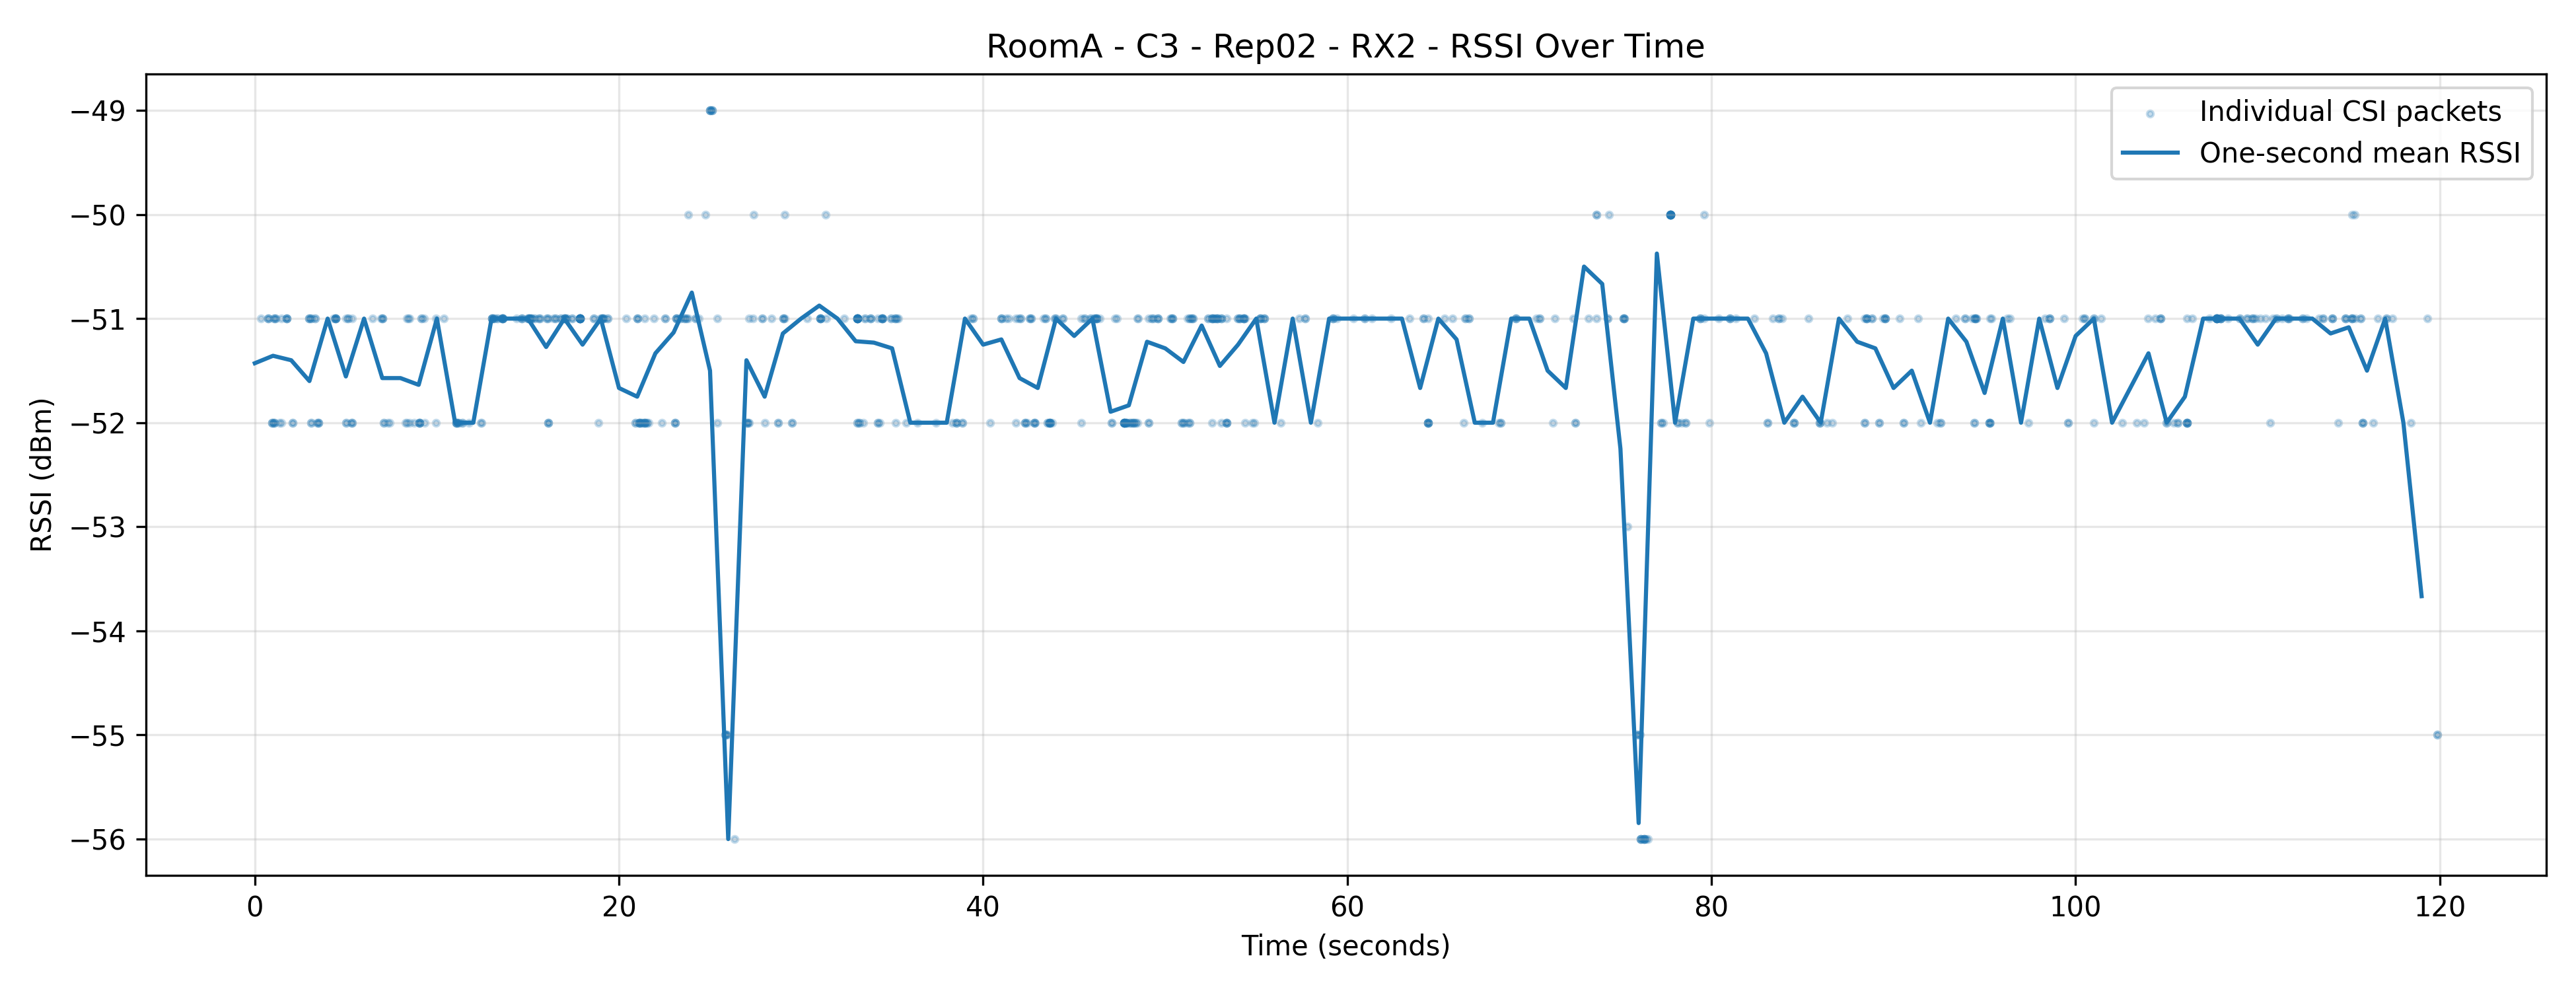 RoomA - C3 - Rep02 - RX2 - RSSI Over Time
Individual CSI packets
One-second mean RSSI
RSSI (dBm)
−49
−50
−51
−52
−53
−54
−55
−56
0 20 40 60 80 100 120
Time (seconds)